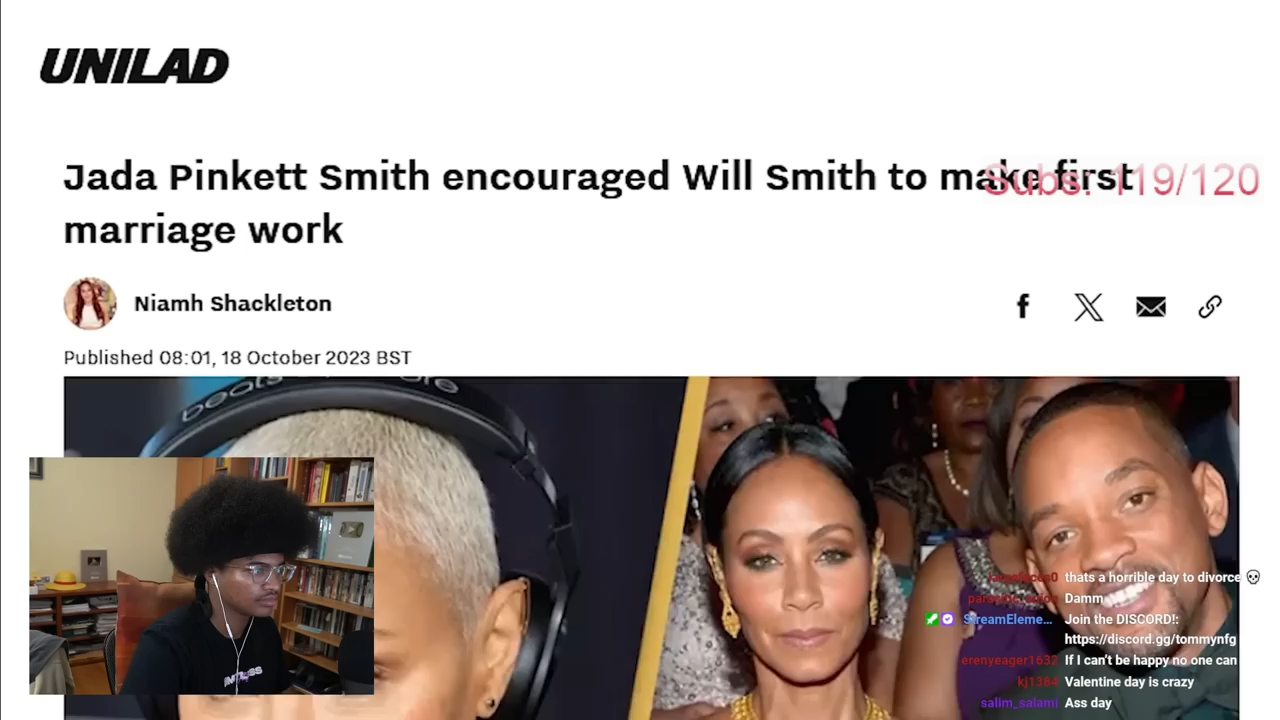 UNILAD
Jada Pinkett Smith encouraged Will Smith to make first
marriage work
Subs: 119/120
Niamh Shackleton
Published 08:01, 18 October 2023 BST
beats
thats a horrible day to divorce 💀
Damm
StreamEleme... Join the DISCORD!:
https://discord.gg/tommynfg
erenyeager1632 If I can't be happy no one can
kj1384 Valentine day is crazy
salim_salami Ass day